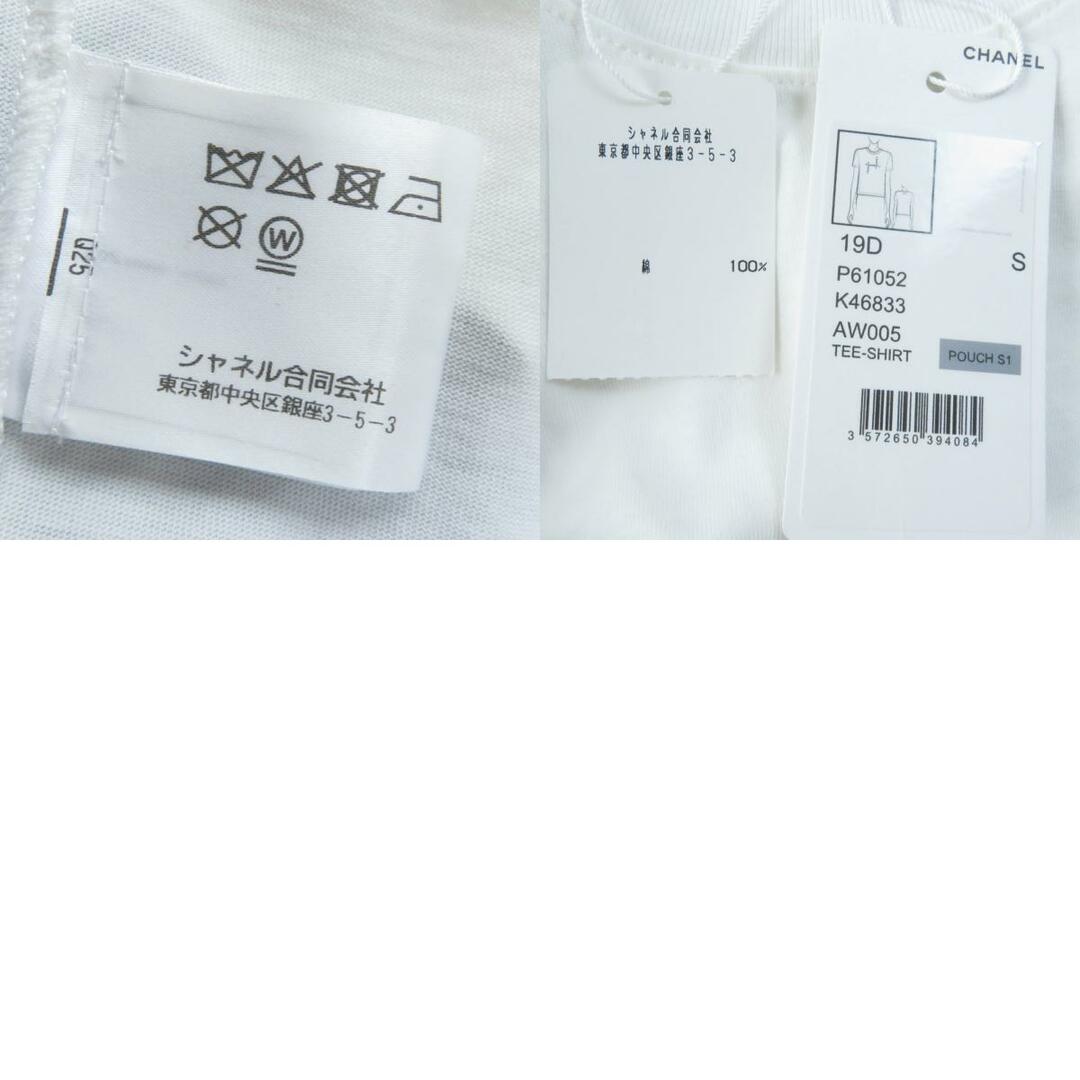 W
シャネル合同会社
東京都中央区銀座3-5-3
シャネル合同会社
東京都中央区銀座3-5-3
綿 100%
CHANEL
19D
S
P61052
K46833
AW005
TEE-SHIRT
POUCH S1
3 572650 394084